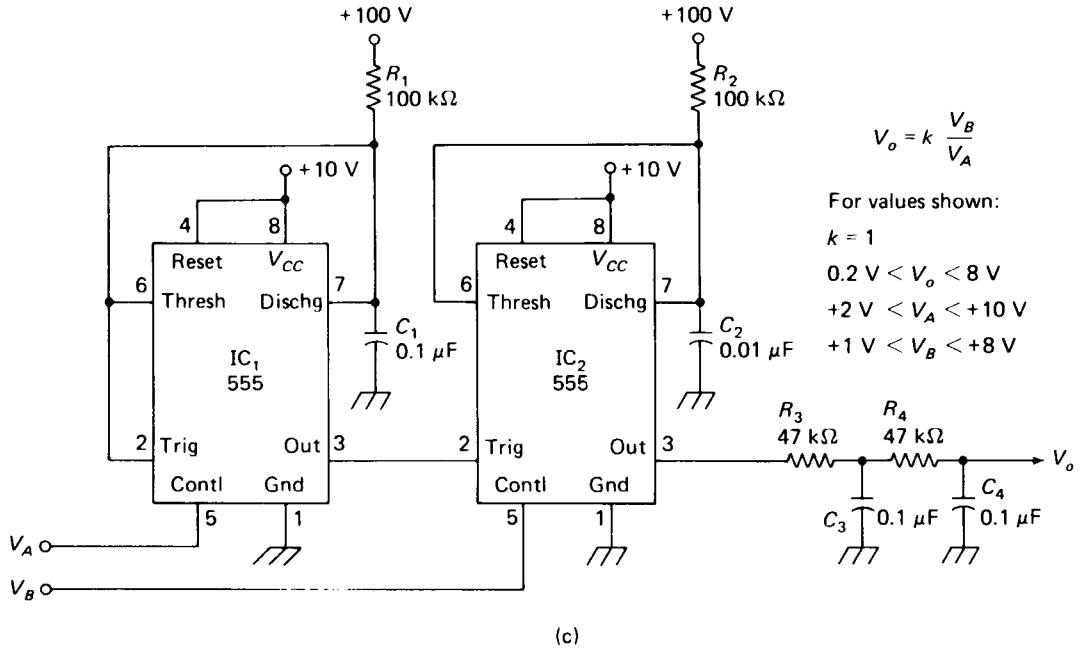 +100 V
+100 V
R1
100 kΩ
R2
100 kΩ
Vo = k VB/VA
+10 V
+10 V
For values shown:
k = 1
0.2 V < Vo < 8 V
+2 V < VA < +10 V
+1 V < VB < +8 V
4
8
Reset
VCC
6
Thresh
Dischg
7
C1
0.1 μF
IC1
555
2
Trig
Out
3
Contl
Gnd
5
1
4
8
Reset
VCC
6
Thresh
Dischg
7
C2
0.01 μF
IC2
555
2
Trig
Out
3
Contl
Gnd
5
1
R3
47 kΩ
R4
47 kΩ
Vo
C3
0.1 μF
C4
0.1 μF
VA
VB
(c)